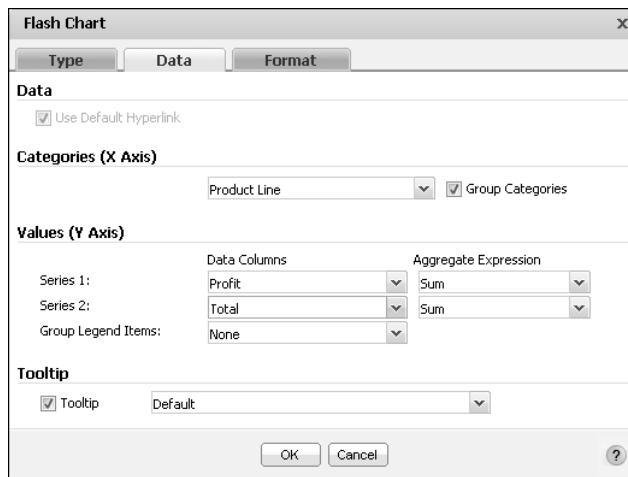 Flash Chart x
Type Data Format
Data
Use Default Hyperlink
Categories (X Axis)
Product Line Group Categories
Values (Y Axis)
Data Columns Aggregate Expression
Series 1: Profit Sum
Series 2: Total Sum
Group Legend Items: None
Tooltip
Tooltip Default
OK Cancel ?